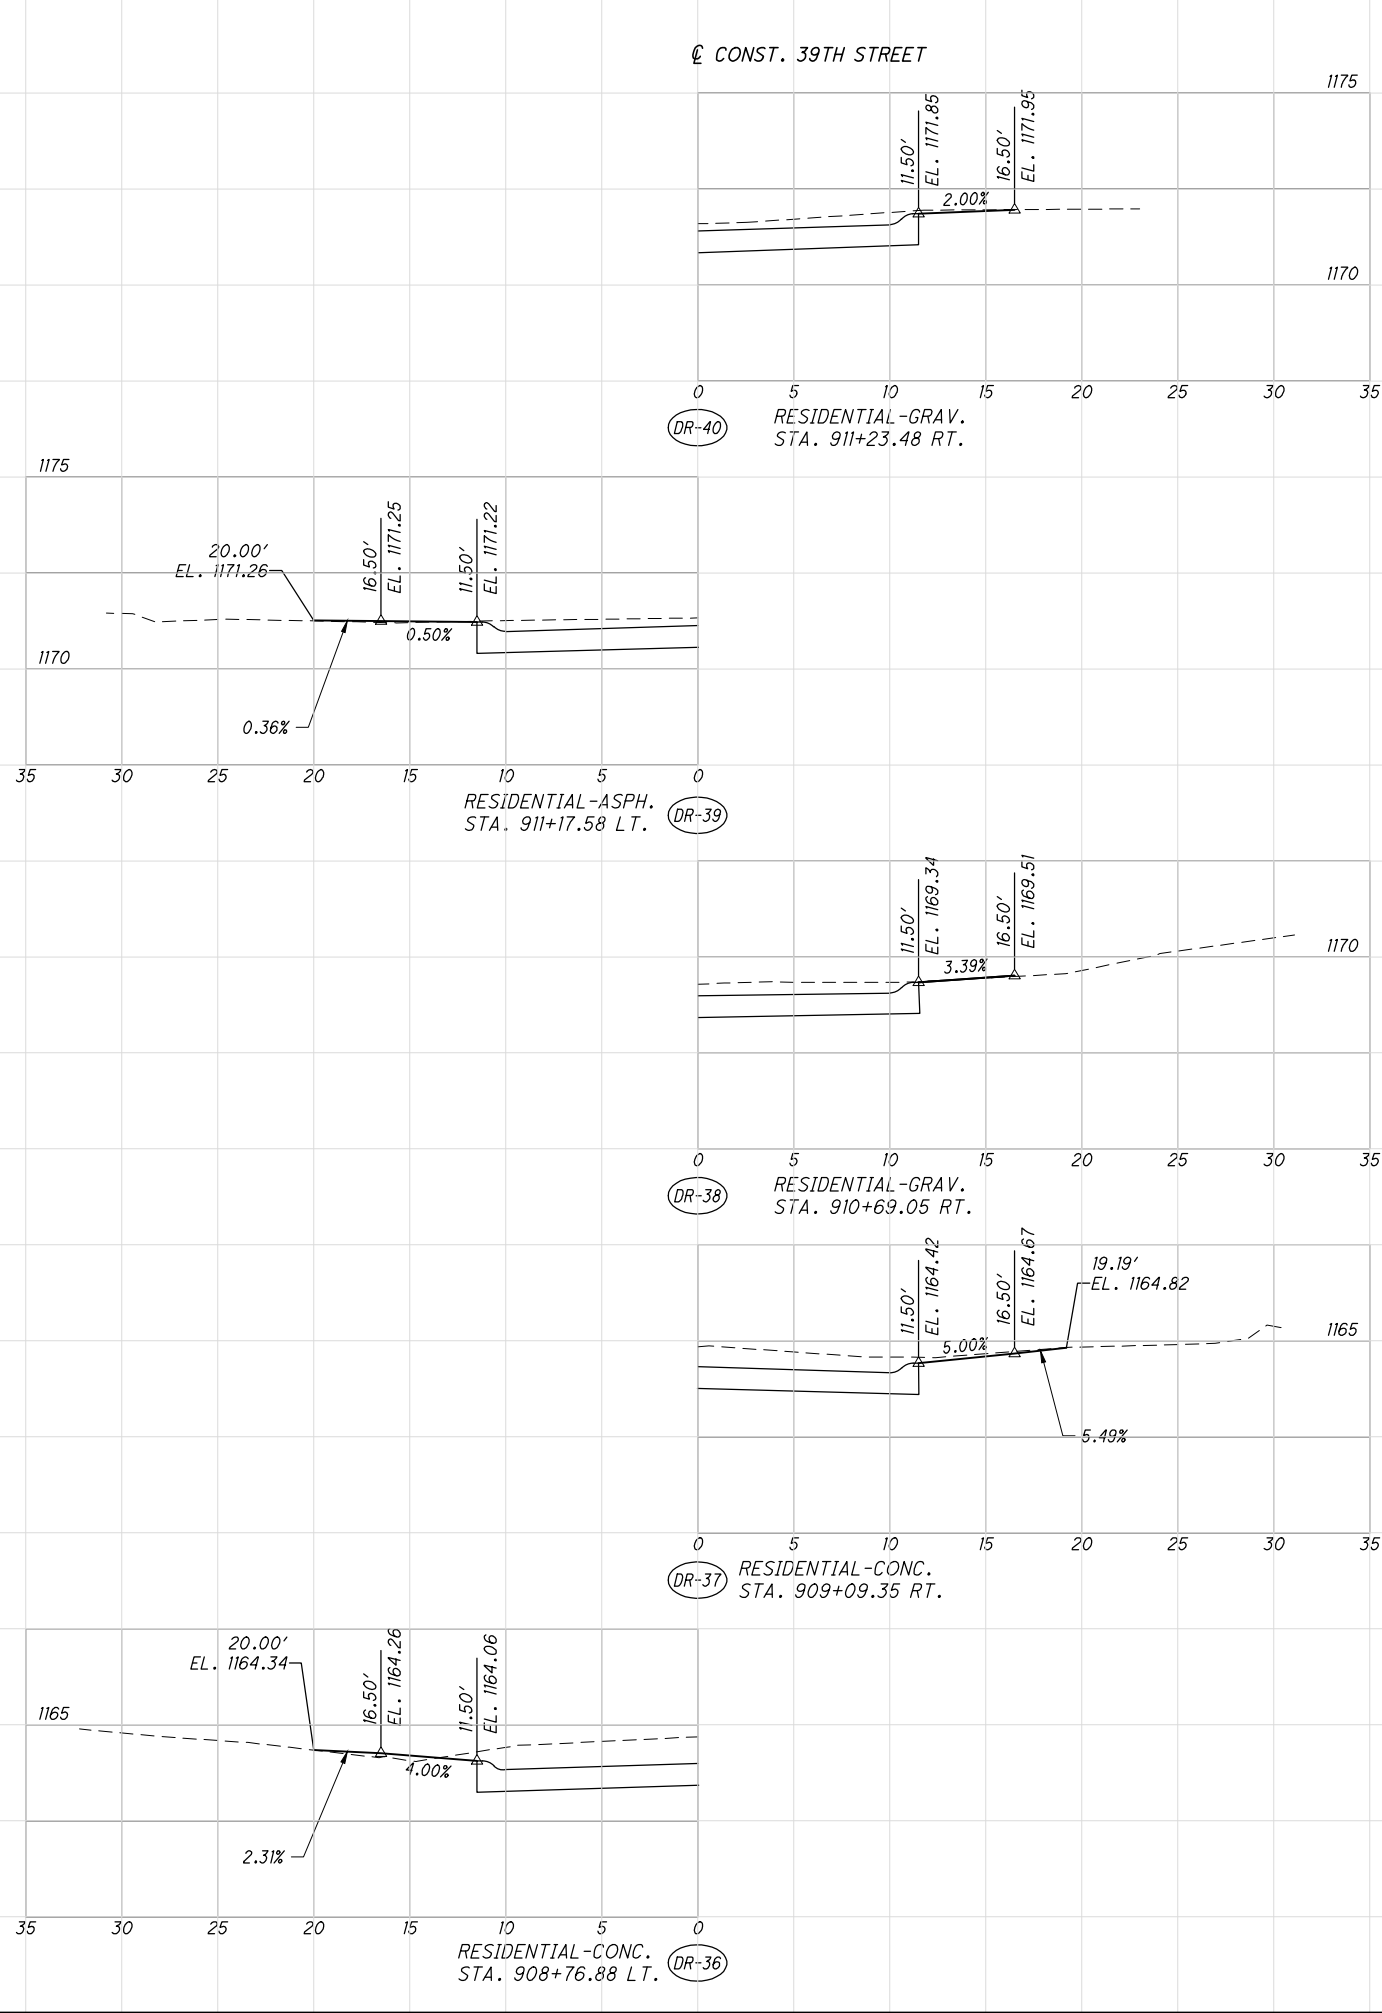 ℄ CONST. 39TH STREET
1175
11.50'
EL. 1171.85
16.50'
EL. 1171.95
2.00%
1170
0 5 10 15 20 25 30 35
DR-40
RESIDENTIAL-GRAV.
STA. 911+23.48 RT.
1175
20.00'
EL. 1171.26
16.50'
EL. 1171.25
11.50'
EL. 1171.22
0.50%
1170
0.36%
35 30 25 20 15 10 5 0
RESIDENTIAL-ASPH.
STA. 911+17.58 LT.
DR-39
11.50'
EL. 1169.34
16.50'
EL. 1169.51
3.39%
1170
0 5 10 15 20 25 30 35
DR-38
RESIDENTIAL-GRAV.
STA. 910+69.05 RT.
11.50'
EL. 1164.42
16.50'
EL. 1164.67
19.19'
EL. 1164.82
1165
5.00%
5.49%
0 5 10 15 20 25 30 35
DR-37
RESIDENTIAL-CONC.
STA. 909+09.35 RT.
20.00'
EL. 1164.34
16.50'
EL. 1164.26
11.50'
EL. 1164.06
1165
4.00%
2.31%
35 30 25 20 15 10 5 0
RESIDENTIAL-CONC.
STA. 908+76.88 LT.
DR-36